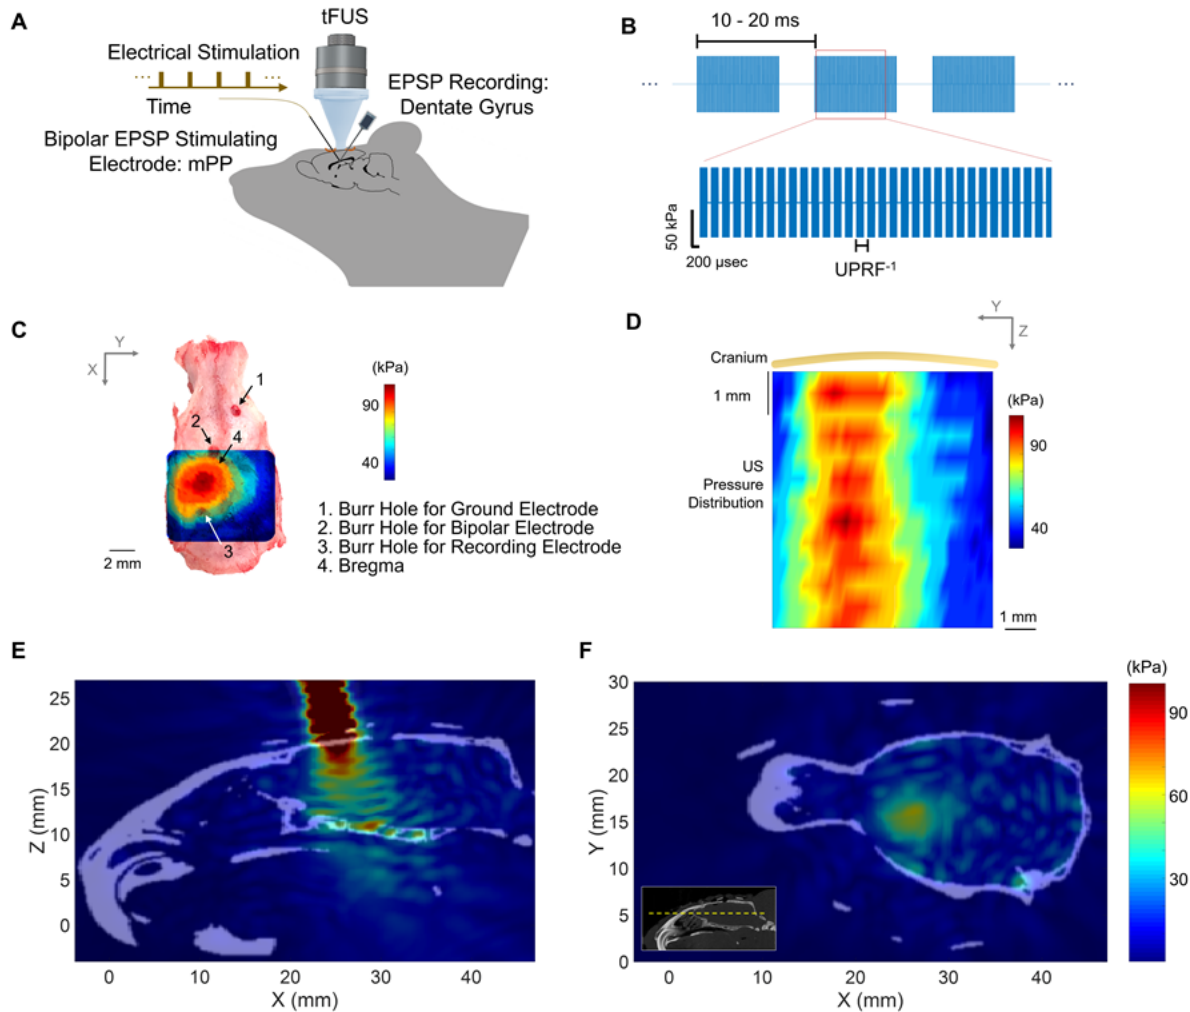 A
tFUS
Electrical Stimulation
... ...
Time
EPSP Recording:
Dentate Gyrus
Bipolar EPSP Stimulating
Electrode: mPP
B
10 - 20 ms
... ...
50 kPa
200 µsec
UPRF-1
C
Y
X
1
2
4
3
2 mm
(kPa)
90
40
1. Burr Hole for Ground Electrode
2. Burr Hole for Bipolar Electrode
3. Burr Hole for Recording Electrode
4. Bregma
D
Y
Z
Cranium
1 mm
US
Pressure
Distribution
(kPa)
90
40
1 mm
E
Z (mm)
25
20
15
10
5
0
0 10 20 30 40
X (mm)
F
Y (mm)
30
25
20
15
10
5
0
0 10 20 30 40
X (mm)
(kPa)
90
60
30